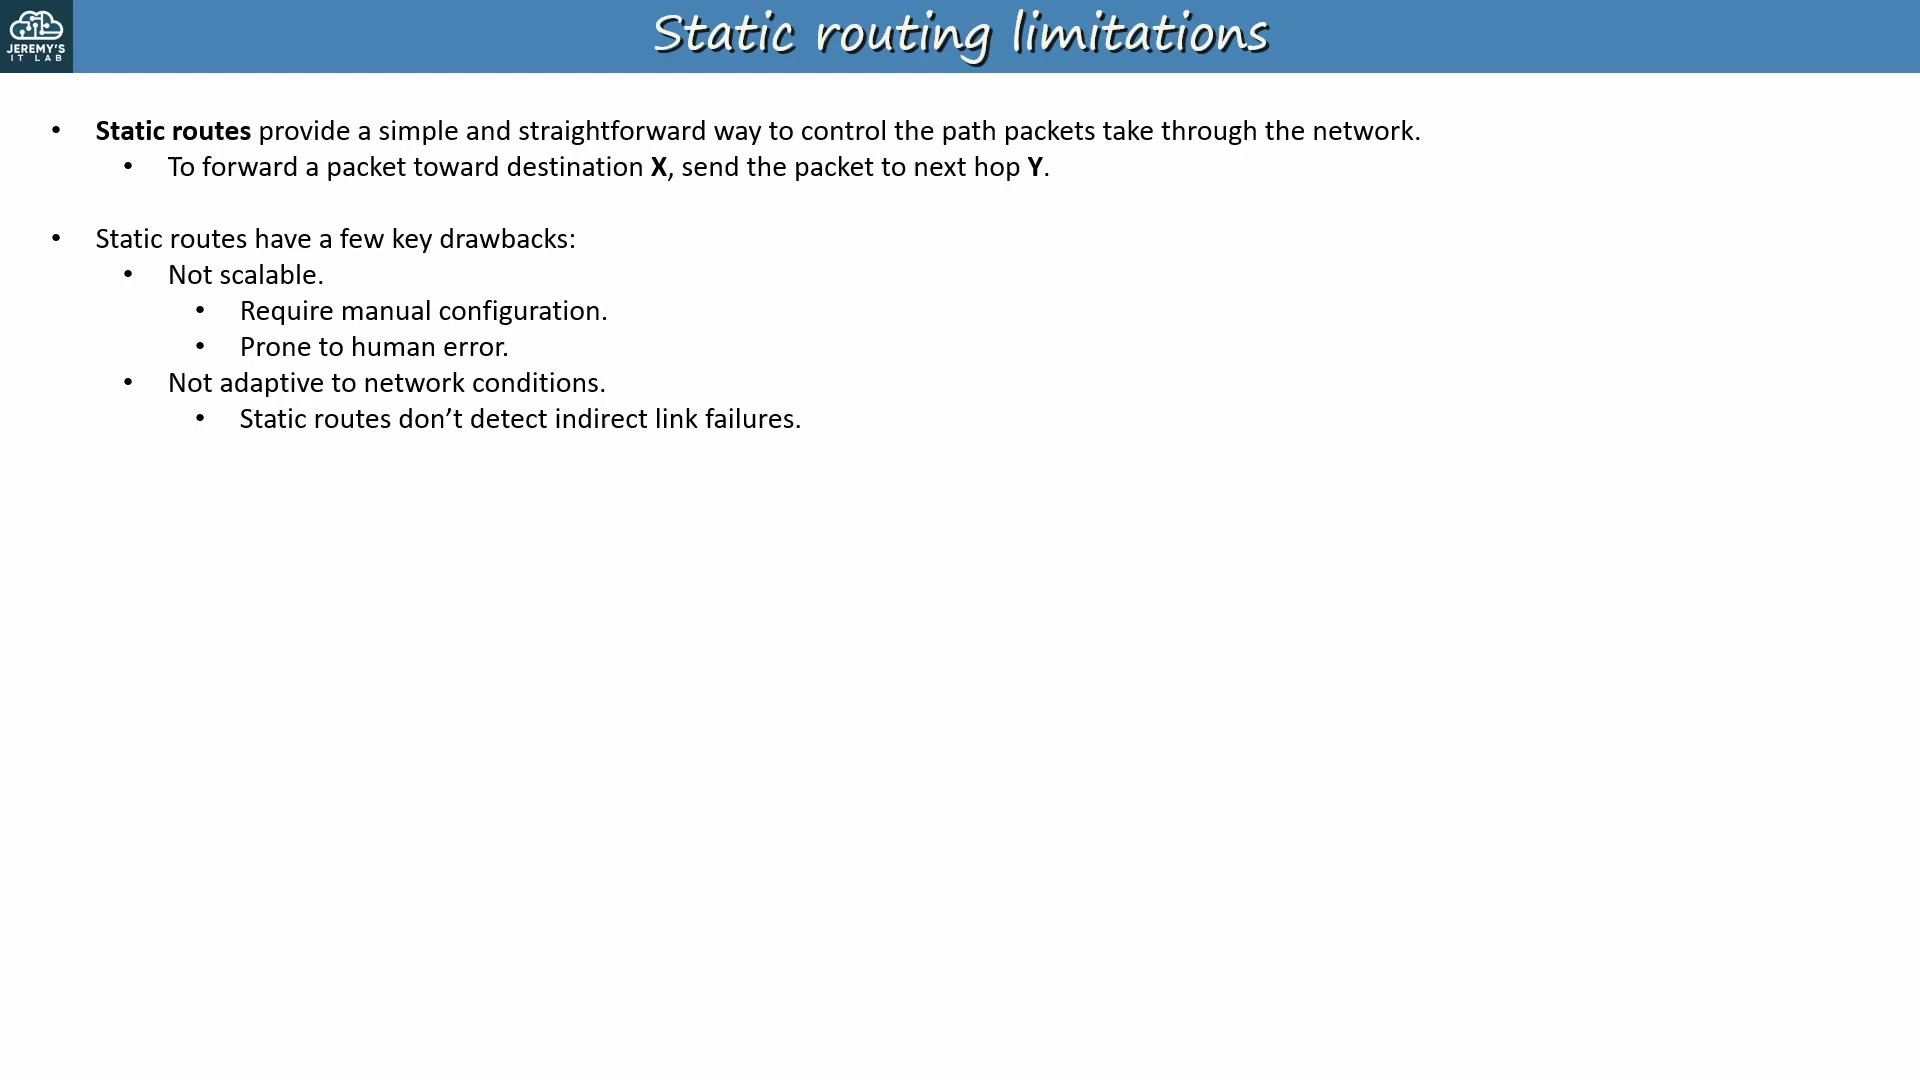 JEREMY'S
IT LAB
Static routing limitations
• Static routes provide a simple and straightforward way to control the path packets take through the network.
• To forward a packet toward destination X, send the packet to next hop Y.
• Static routes have a few key drawbacks:
• Not scalable.
• Require manual configuration.
• Prone to human error.
• Not adaptive to network conditions.
• Static routes don’t detect indirect link failures.